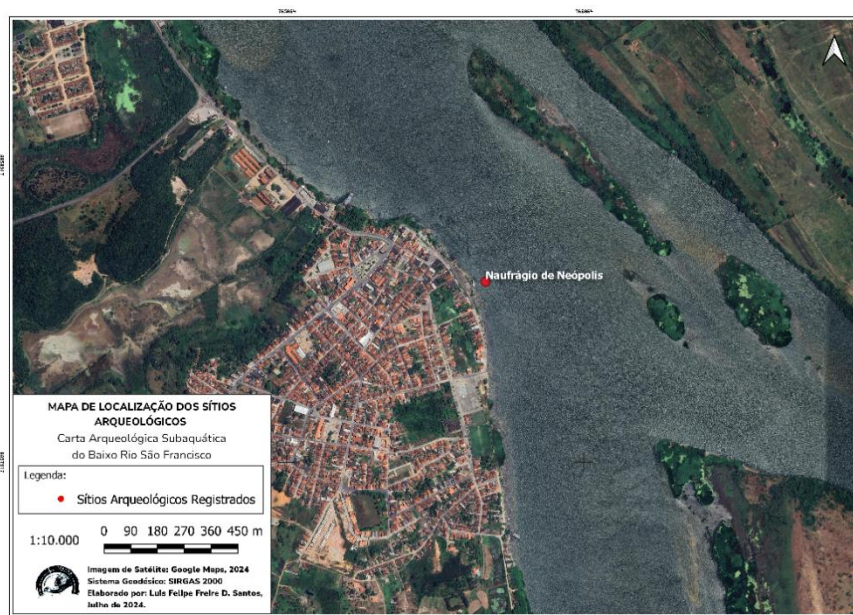 Naufrágio de Neópolis
MAPA DE LOCALIZAÇÃO DOS SÍTIOS
ARQUEOLÓGICOS
Carta Arqueológica Subaquática
do Baixo Rio São Francisco
Legenda:
Sítios Arqueológicos Registrados
1:10.000
0 90 180 270 360 450 m
Imagem de Satélite: Google Maps, 2024
Sistema Geodésico: SIRGAS 2000
Elaborado por: Luis Felipe Freire D. Santos,
Julho de 2024.